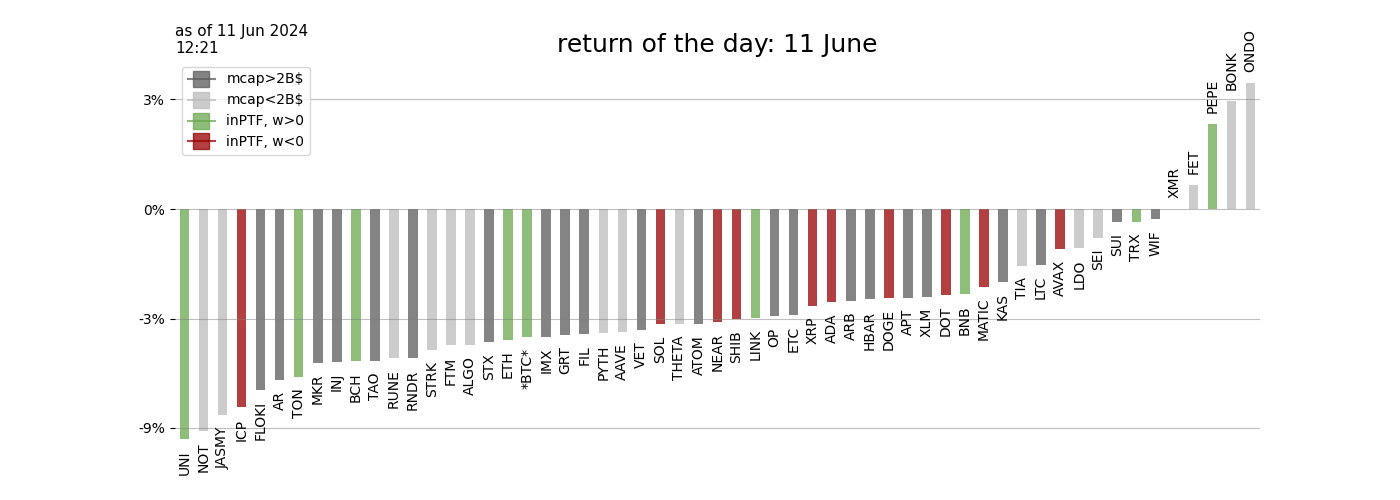 as of 11 Jun 2024
12:21
return of the day: 11 June
mcap>2B$
mcap<2B$
inPTF, w>0
inPTF, w<0
3%
0%
-3%
-9%
UNI
NOT
JASMY
ICP
FLOKI
AR
TON
MKR
INJ
BCH
TAO
RUNE
RNDR
STRK
FTM
ALGO
STX
ETH
*BTC*
IMX
GRT
FIL
PYTH
AAVE
VET
SOL
THETA
ATOM
NEAR
SHIB
LINK
OP
ETC
XRP
ADA
ARB
HBAR
DOGE
APT
XLM
DOT
BNB
MATIC
KAS
TIA
LTC
AVAX
LDO
SEI
SUI
TRX
WIF
XMR
FET
PEPE
BONK
ONDO